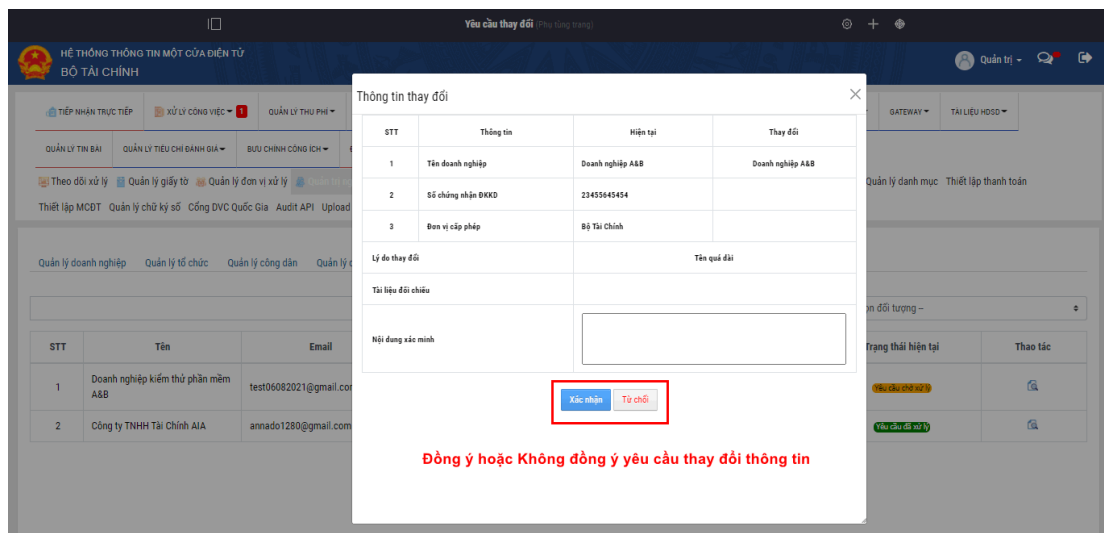 Yêu cầu thay đổi (Phụ tùng trang)
HỆ THỐNG THÔNG TIN MỘT CỬA ĐIỆN TỬ
BỘ TÀI CHÍNH
Quản trị
TIẾP NHẬN TRỰC TIẾP XỬ LÝ CÔNG VIỆC 1 QUẢN LÝ THU PHÍ GATEWAY TÀI LIỆU HDSD
QUẢN LÝ TIN BÀI QUẢN LÝ TIÊU CHÍ ĐÁNH GIÁ BƯU CHÍNH CÔNG ÍCH
Theo dõi xử lý Quản lý giấy tờ Quản lý đơn vị xử lý Quản lý danh mục Thiết lập thanh toán
Thiết lập MCĐT Quản lý chữ ký số Cổng DVC Quốc Gia Audit API Upload
Quản lý doanh nghiệp Quản lý tổ chức Quản lý công dân Quản lý
đối tượng --
STT Tên Email Trạng thái hiện tại Thao tác
1 Doanh nghiệp kiểm thử phần mềm A&B test06082021@gmail.com Yêu cầu chờ xử lý
2 Công ty TNHH Tài Chính AIA annado1280@gmail.com Yêu cầu đã xử lý
Thông tin thay đổi
STT Thông tin Hiện tại Thay đổi
1 Tên doanh nghiệp Doanh nghiệp A&B Doanh nghiệp A&B
2 Số chứng nhận ĐKKD 23455645454
3 Đơn vị cấp phép Bộ Tài Chính
Lý do thay đổi Tên quá dài
Tài liệu đối chiếu
Nội dung xác minh
Xác nhận Từ chối
Đồng ý hoặc Không đồng ý yêu cầu thay đổi thông tin